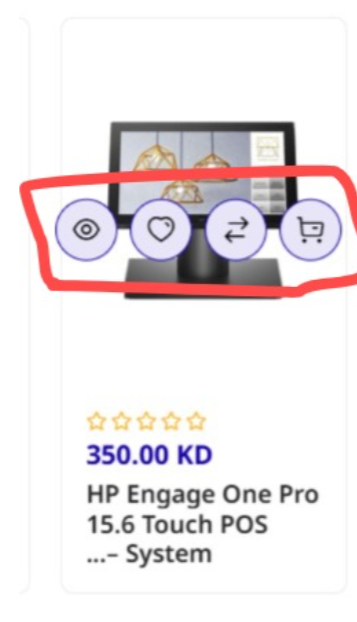 350.00 KD
HP Engage One Pro
15.6 Touch POS
...– System